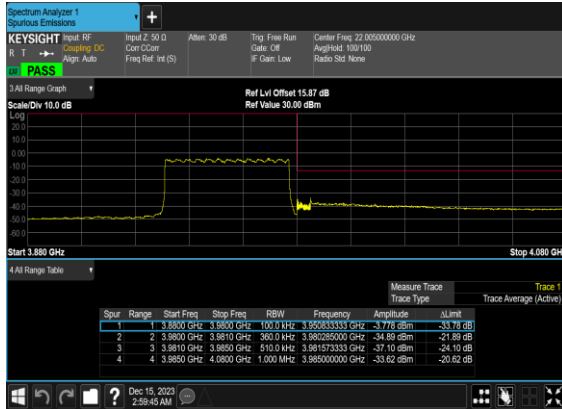 Spectrum Analyzer 1
Spurious Emissions
KEYSIGHT
R T
LXI PASS
Input: RF
Coupling: DC
Align: Auto
Input Z: 50 Ω
Corr CCorr
Freq Ref: Int (S)
Atten: 30 dB
Trig: Free Run
Gate: Off
IF Gain: Low
Center Freq: 22.005000000 GHz
Avg|Hold: 100/100
Radio Std: None
3 All Range Graph
Scale/Div 10.0 dB
Ref Lvl Offset 15.87 dB
Ref Value 30.00 dBm
Log
20.0
10.0
0.00
-10.0
-20.0
-30.0
-40.0
-50.0
-60.0
Start 3.880 GHz
Stop 4.080 GH
4 All Range Table
Measure Trace Trace 1
Trace Type Trace Average (Active)
Spur Range Start Freq Stop Freq RBW Frequency Amplitude ΔLimit
1 1 3.8800 GHz 3.9800 GHz 100.0 kHz 3.950833333 GHz -3.778 dBm -33.78 dB
2 2 3.9800 GHz 3.9810 GHz 360.0 kHz 3.980285000 GHz -34.89 dBm -21.89 dB
3 3 3.9810 GHz 3.9850 GHz 510.0 kHz 3.981573333 GHz -37.10 dBm -24.10 dB
4 4 3.9850 GHz 4.0800 GHz 1.000 MHz 3.985000000 GHz -33.62 dBm -20.62 dB
Dec 15, 2023
2:59:45 AM